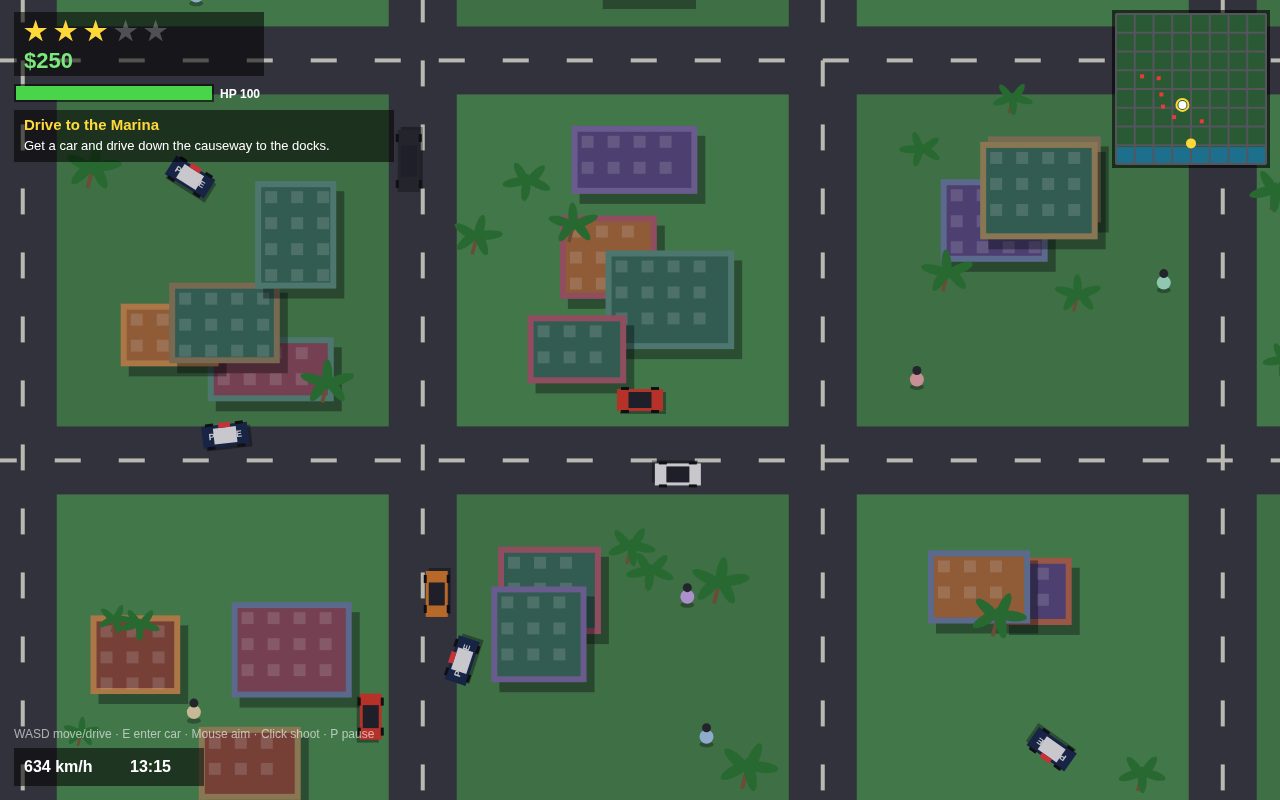 $250
HP 100
Drive to the Marina
Get a car and drive down the causeway to the docks.
WASD move/drive · E enter car · Mouse aim · Click shoot · P pause
634 km/h 13:15